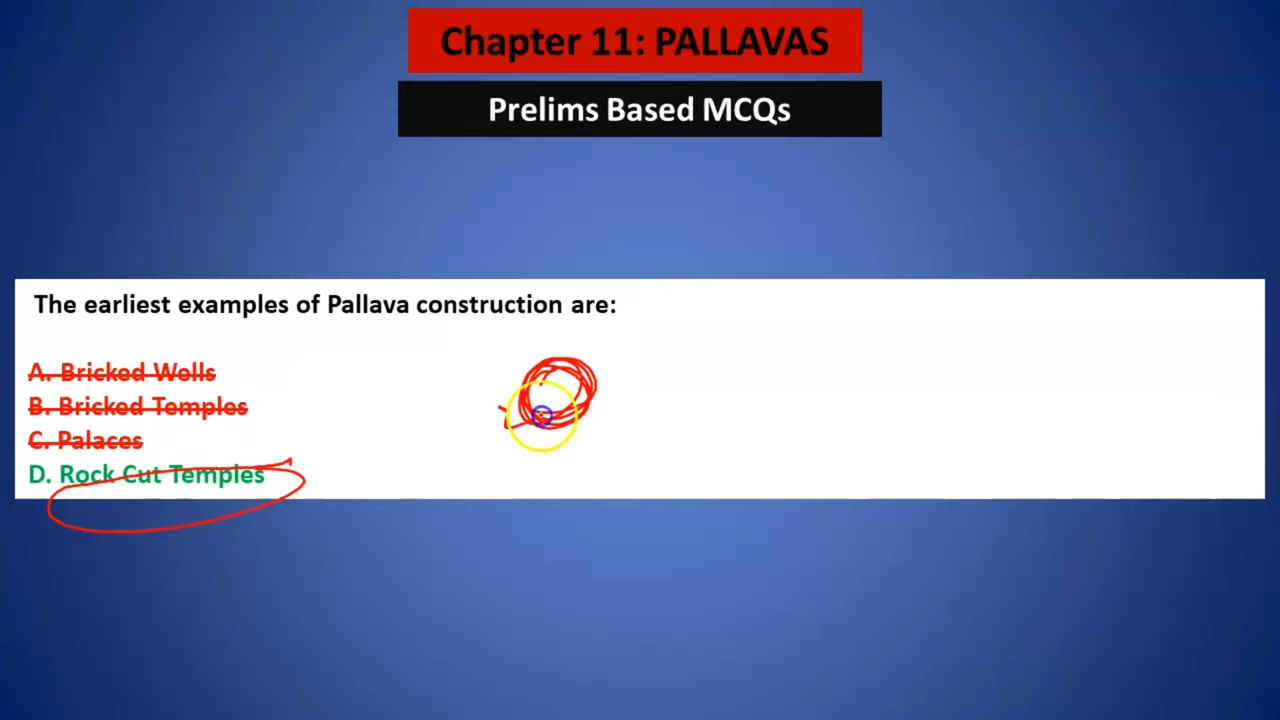 Chapter 11: PALLAVAS
Prelims Based MCQs
The earliest examples of Pallava construction are:
A. Bricked Wells
B. Bricked Temples
C. Palaces
D. Rock Cut Temples